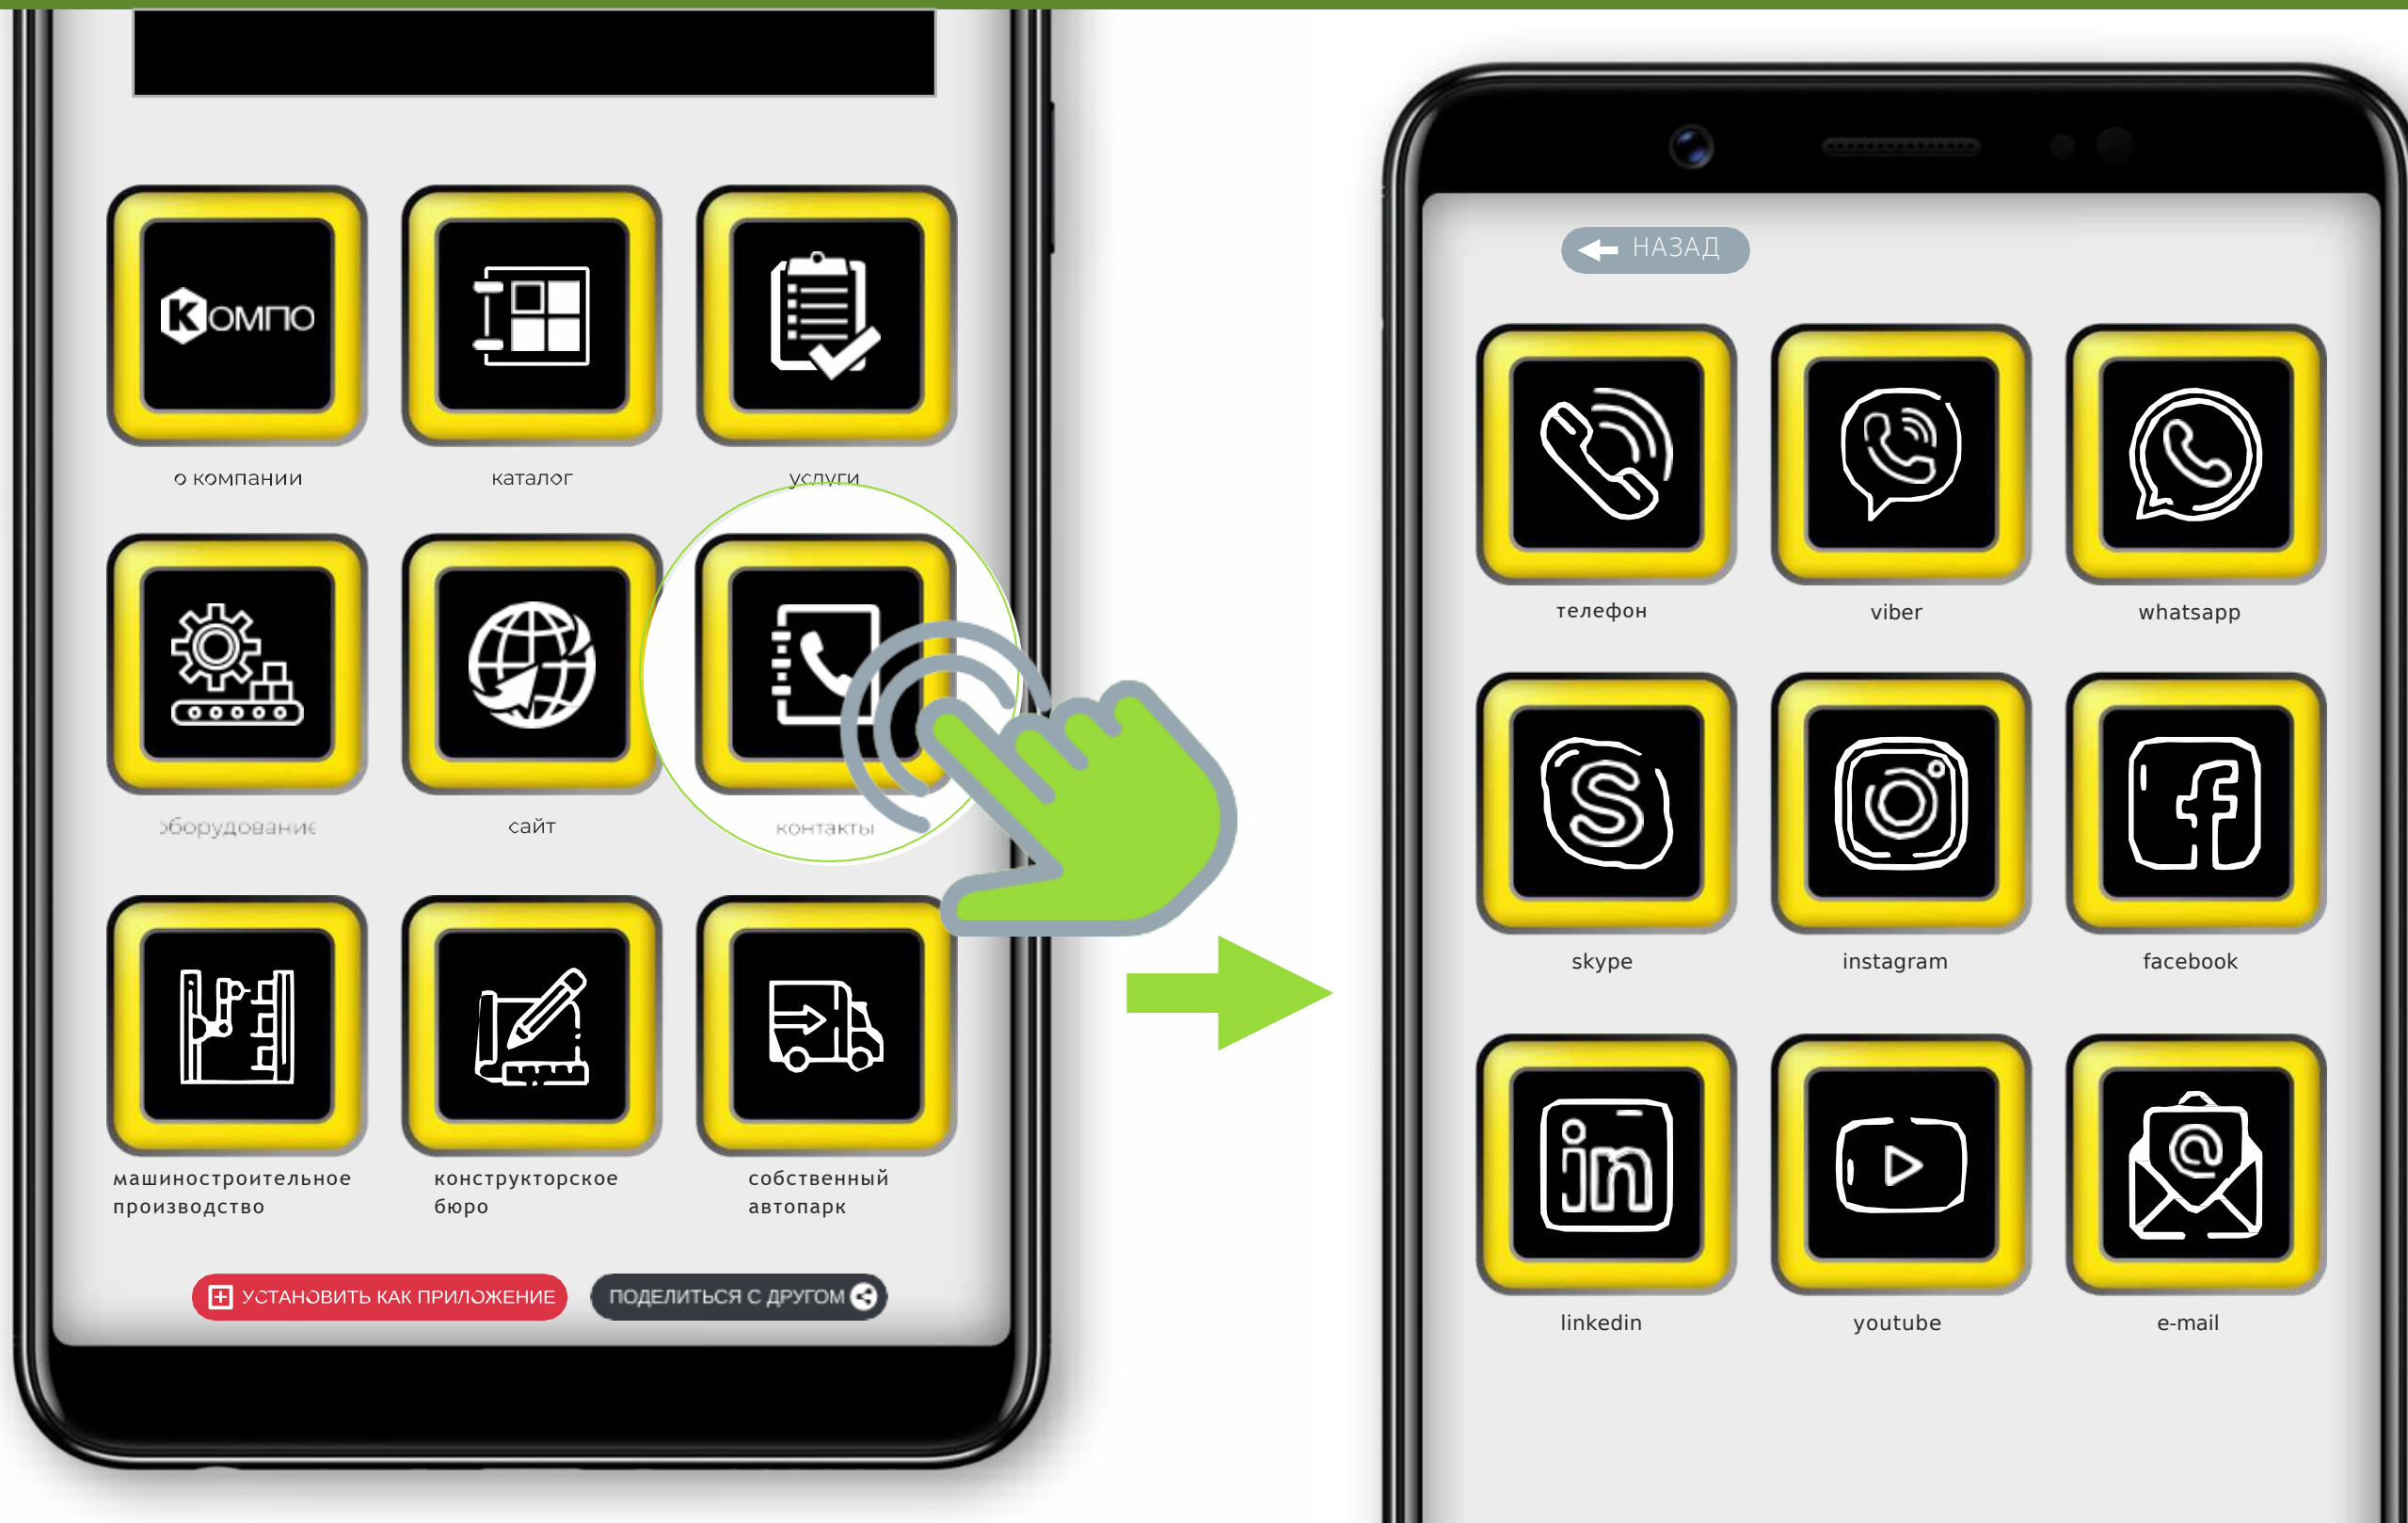 Компо
о компании
каталог
услуги
оборудование
сайт
контакты
машиностроительное
производство
конструкторское
бюро
собственный
автопарк
УСТАНОВИТЬ КАК ПРИЛОЖЕНИЕ
ПОДЕЛИТЬСЯ С ДРУГОМ
НАЗАД
телефон
viber
whatsapp
skype
instagram
facebook
in
linkedin
youtube
@
e-mail